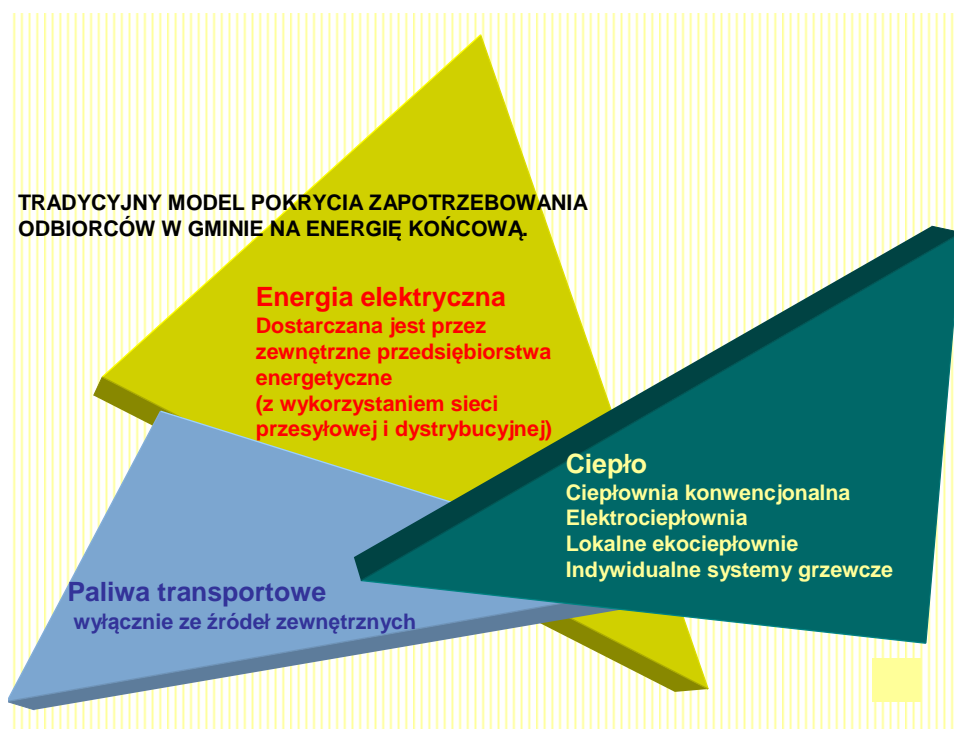 TRADYCYJNY MODEL POKRYCIA ZAPOTRZEBOWANIA
ODBIORCÓW W GMINIE NA ENERGIĘ KOŃCOWĄ.
Energia elektryczna
Dostarczana jest przez
zewnętrzne przedsiębiorstwa
energetyczne
(z wykorzystaniem sieci
przesyłowej i dystrybucyjnej)
Ciepło
Ciepłownia konwencjonalna
Elektrociepłownia
Lokalne ekociepłownie
Indywidualne systemy grzewcze
Paliwa transportowe
wyłącznie ze źródeł zewnętrznych